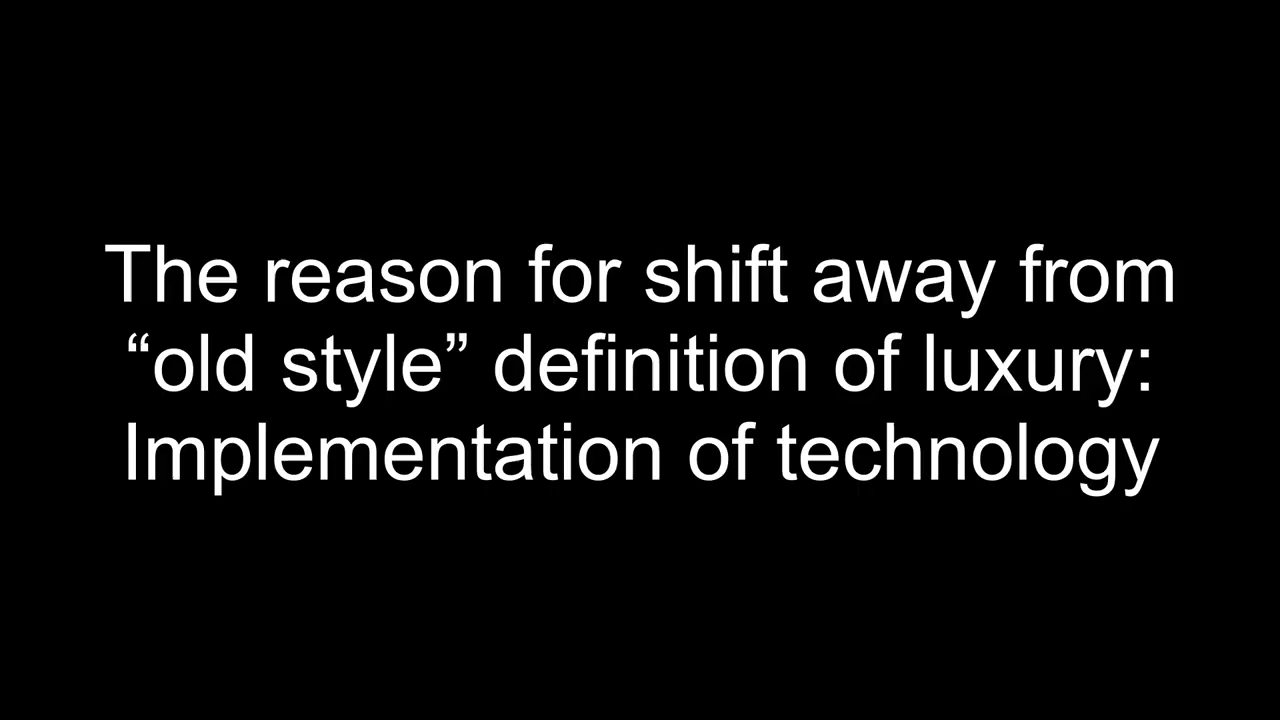 The reason for shift away from
“old style” definition of luxury:
Implementation of technology